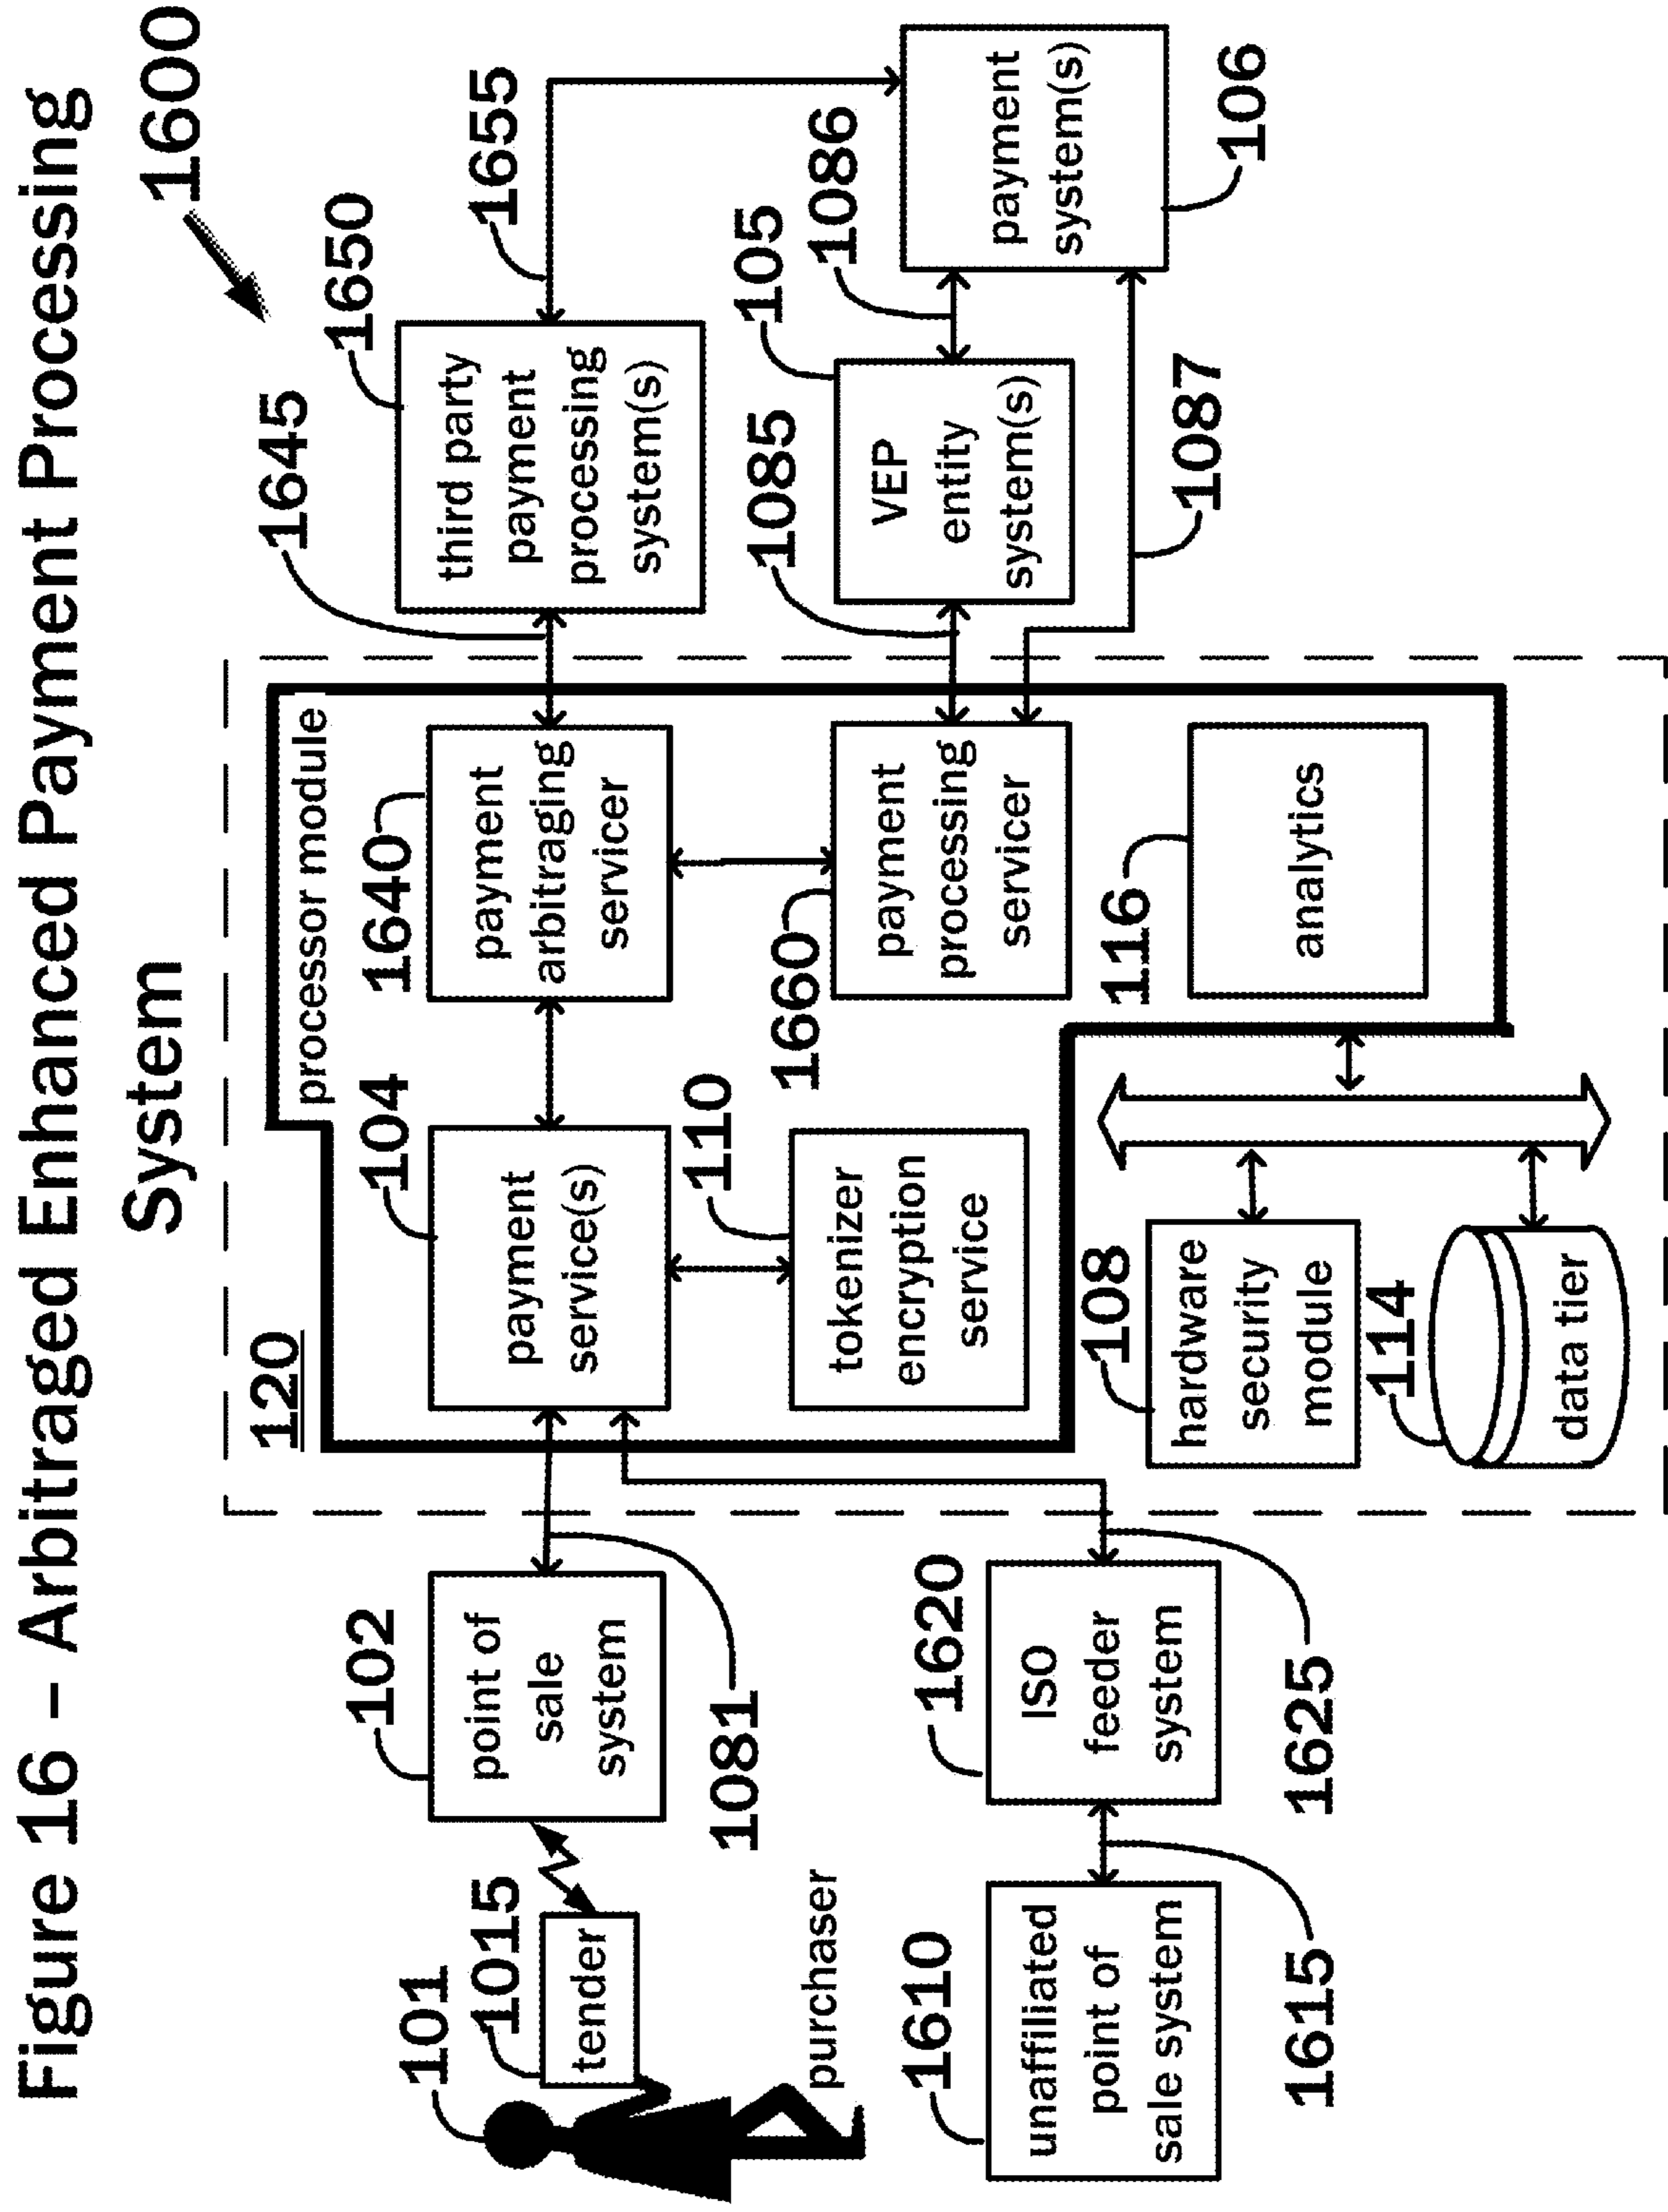 Figure 16 – Arbitraged Enhanced Payment Processing
System
1600
120
processor module
101
1015
tender
purchaser
102
point of
sale
system
1081
104
payment
service(s)
110
tokenizer
encryption
service
1640
payment
arbitraging
servicer
1645
1650
third party
payment
processing
system(s)
1655
1660
payment
processing
servicer
1085
105
VEP
entity
system(s)
1086
payment
system(s)
106
1087
116
analytics
108
hardware
security
module
114
data tier
1610
unaffiliated
point of
sale system
1615
1620
ISO
feeder
system
1625